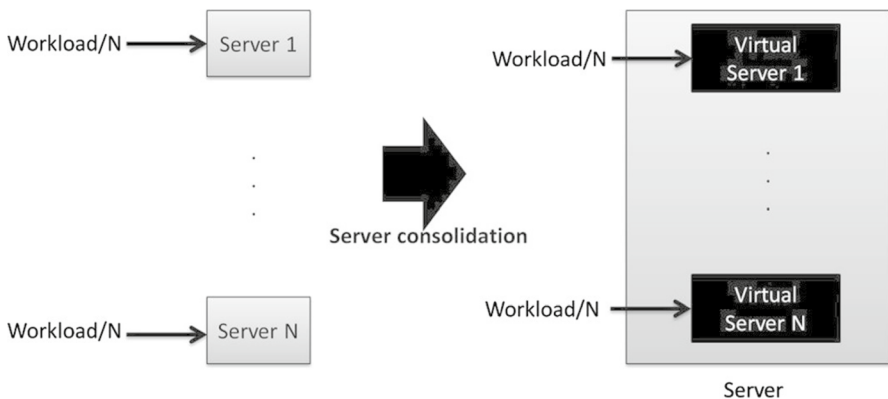 Workload/N
Server 1
Server consolidation
Workload/N
Server N
Workload/N
Virtual
Server 1
Workload/N
Virtual
Server N
Server